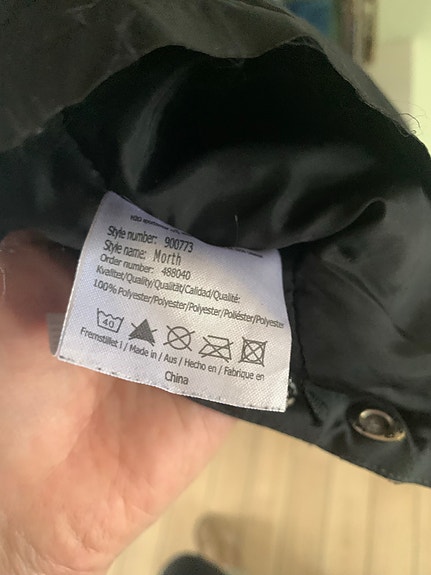 Style number: 900773
Style name: Morth
Order number: 488040
Kvalitet/Quality/Qualität/Calidad/Qualité:
100% Polyester/Polyester/Polyester/Poliéster/Polyester
40
Fremstillet i / Made in / Aus / Hecho en / Fabrique en
China